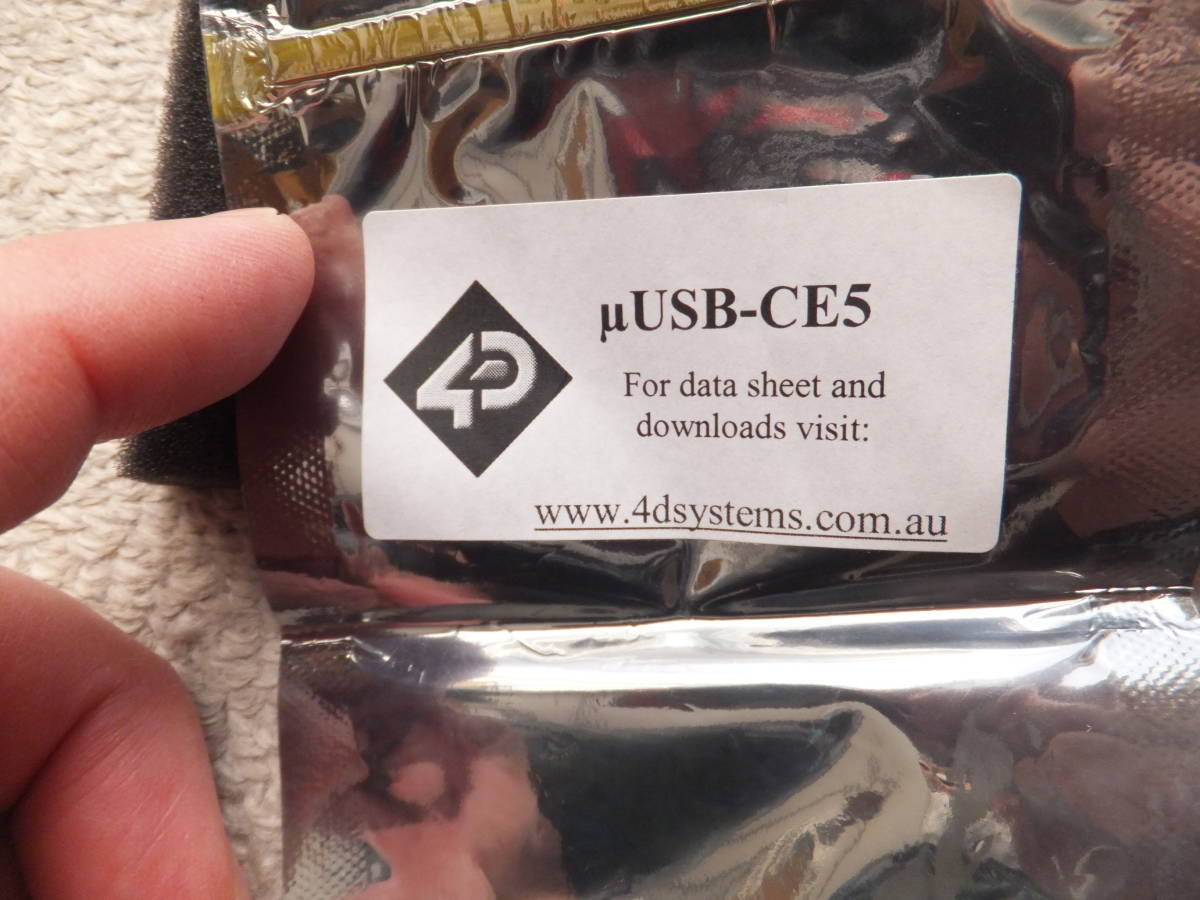 4D
µUSB-CE5
For data sheet and
downloads visit:
www.4dsystems.com.au